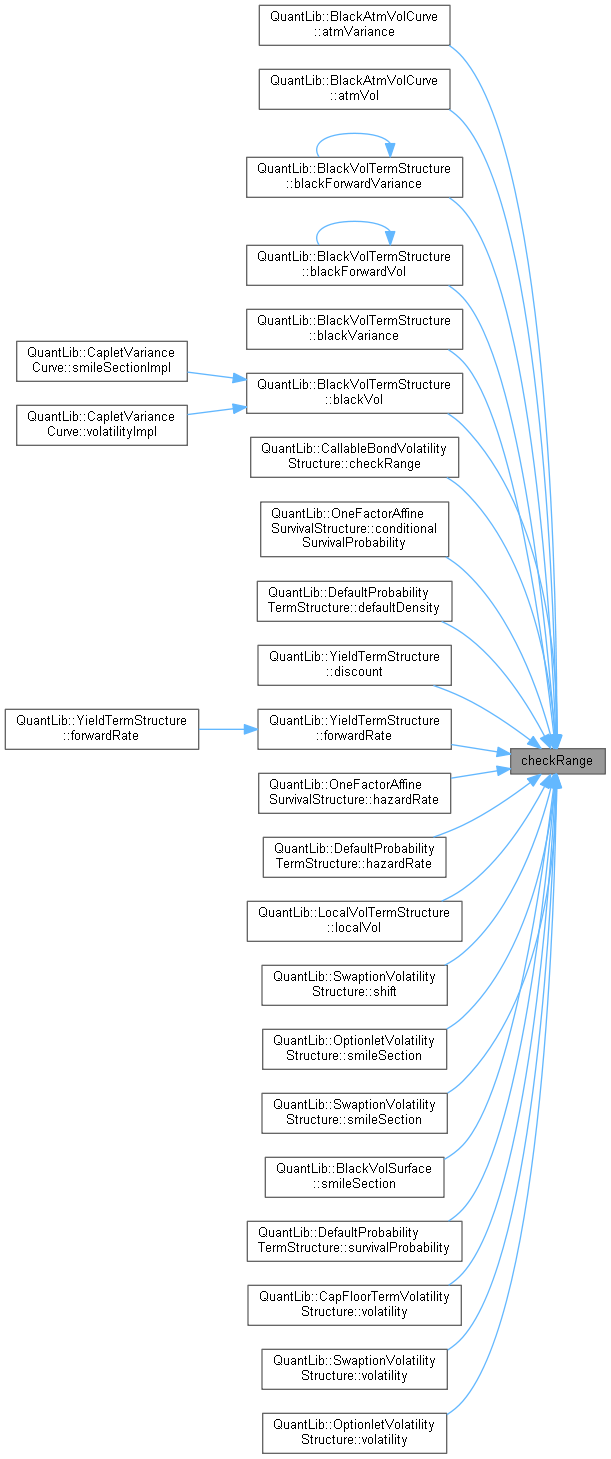 QuantLib::BlackAtmVolCurve
::atmVariance
QuantLib::BlackAtmVolCurve
::atmVol
QuantLib::BlackVolTermStructure
::blackForwardVariance
QuantLib::BlackVolTermStructure
::blackForwardVol
QuantLib::BlackVolTermStructure
::blackVariance
QuantLib::CapletVariance
Curve::smileSectionImpl
QuantLib::BlackVolTermStructure
::blackVol
QuantLib::CapletVariance
Curve::volatilityImpl
QuantLib::CallableBondVolatility
Structure::checkRange
QuantLib::OneFactorAffine
SurvivalStructure::conditional
SurvivalProbability
QuantLib::DefaultProbability
TermStructure::defaultDensity
QuantLib::YieldTermStructure
::discount
QuantLib::YieldTermStructure
::forwardRate
QuantLib::YieldTermStructure
::forwardRate
checkRange
QuantLib::OneFactorAffine
SurvivalStructure::hazardRate
QuantLib::DefaultProbability
TermStructure::hazardRate
QuantLib::LocalVolTermStructure
::localVol
QuantLib::SwaptionVolatility
Structure::shift
QuantLib::OptionletVolatility
Structure::smileSection
QuantLib::SwaptionVolatility
Structure::smileSection
QuantLib::BlackVolSurface
::smileSection
QuantLib::DefaultProbability
TermStructure::survivalProbability
QuantLib::CapFloorTermVolatility
Structure::volatility
QuantLib::SwaptionVolatility
Structure::volatility
QuantLib::OptionletVolatility
Structure::volatility